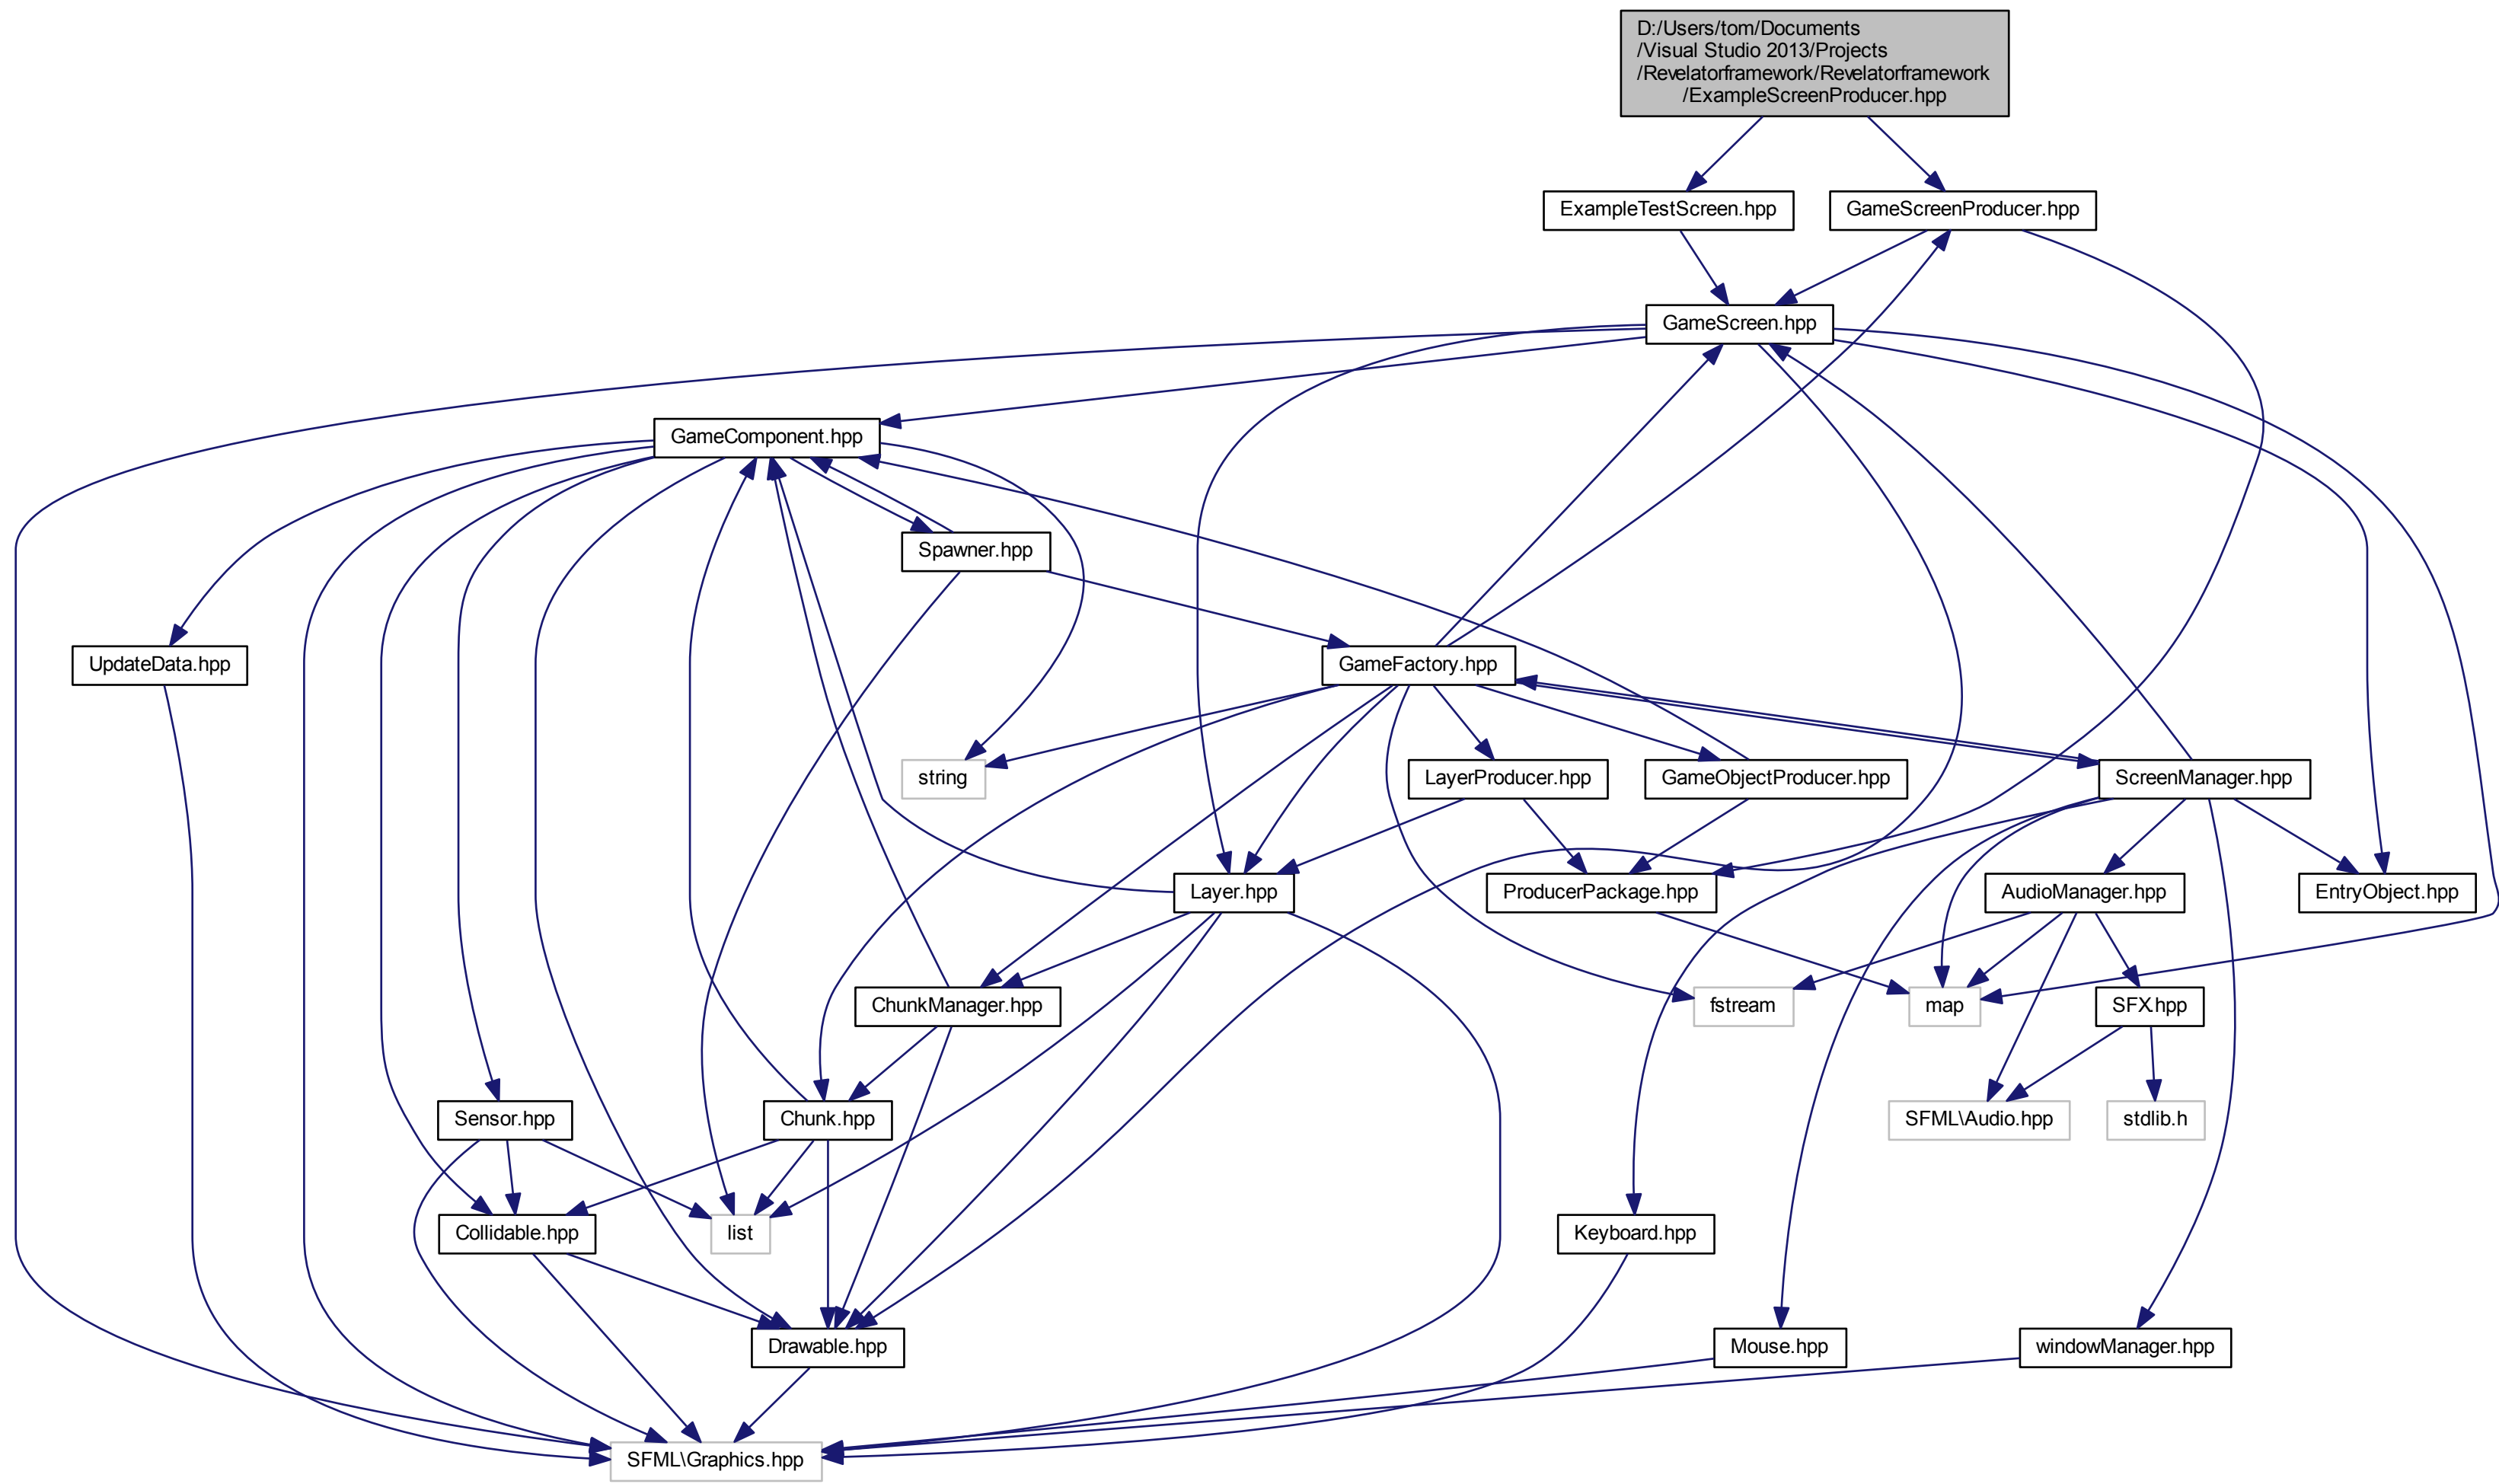 D:/Users/tom/Documents
/Visual Studio 2013/Projects
/Revelatorframework/Revelatorframework
/ExampleScreenProducer.hpp
ExampleTestScreen.hpp
GameScreenProducer.hpp
GameScreen.hpp
GameComponent.hpp
Spawner.hpp
UpdateData.hpp
GameFactory.hpp
string
LayerProducer.hpp
GameObjectProducer.hpp
ScreenManager.hpp
Layer.hpp
ProducerPackage.hpp
AudioManager.hpp
EntryObject.hpp
ChunkManager.hpp
fstream
map
SFX.hpp
Sensor.hpp
Chunk.hpp
SFML\Audio.hpp
stdlib.h
Collidable.hpp
list
Keyboard.hpp
Drawable.hpp
Mouse.hpp
windowManager.hpp
SFML\Graphics.hpp